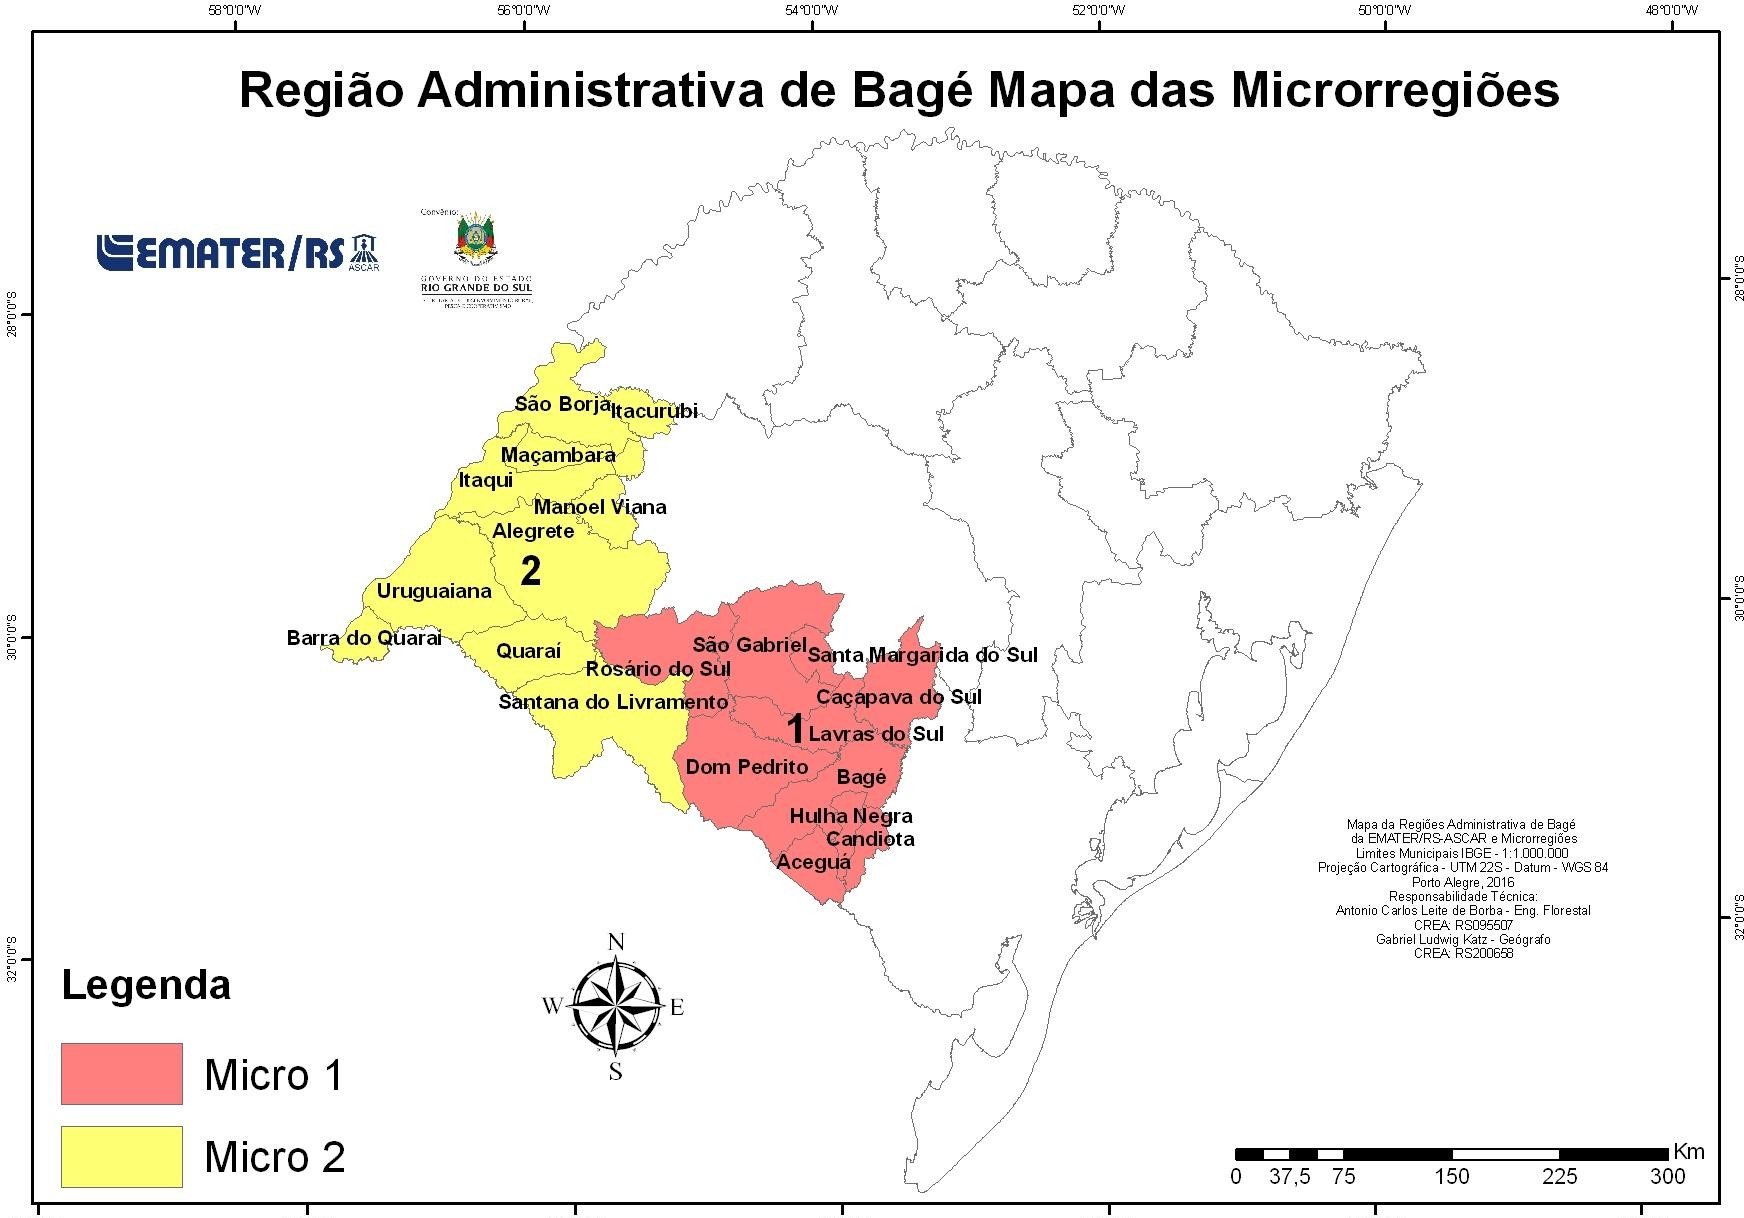 58°0'0"W 56°0'0"W 54°0'0"W 52°0'0"W 50°0'0"W 48°0'0"W
Região Administrativa de Bagé Mapa das Microrregiões
EMATER/RS
ASCAR
Convênio:
GOVERNO DO ESTADO
RIO GRANDE DO SUL
PESCA E COOPERATIVISMO
28°0'0"S
28°0'0"S
São Borja
Itacurubi
Maçambara
Itaqui
Manoel Viana
Alegrete
2
Uruguaiana
30°0'0"S
30°0'0"S
Barra do Quaraí
Quaraí
São Gabriel
Santa Margarida do Sul
Rosário do Sul
Santana do Livramento
Caçapava do Sul
1
Lavras do Sul
Dom Pedrito
Bagé
Hulha Negra
Candiota
Aceguá
Mapa da Regiões Administrativa de Bagé
da EMATER/RS-ASCAR e Microrregiões
Limites Municipais IBGE - 1:1.000.000
Projeção Cartográfica - UTM 22S - Datum - WGS 84
Porto Alegre, 2016
Responsabilidade Técnica:
Antonio Carlos Leite de Borba - Eng. Florestal
CREA: RS095507
Gabriel Ludwig Katz - Geógrafo
CREA: RS200658
32°0'0"S
32°0'0"S
N
W E
S
Legenda
Micro 1
Micro 2
Km
0 37,5 75 150 225 300